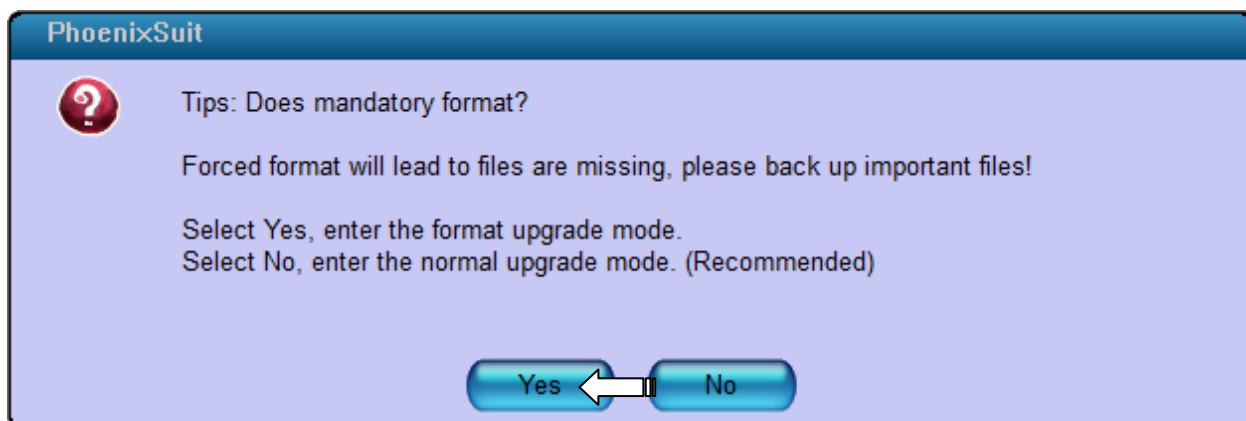 PhoenixSuit
Tips: Does mandatory format?
Forced format will lead to files are missing, please back up important files!
Select Yes, enter the format upgrade mode.
Select No, enter the normal upgrade mode. (Recommended)
Yes No